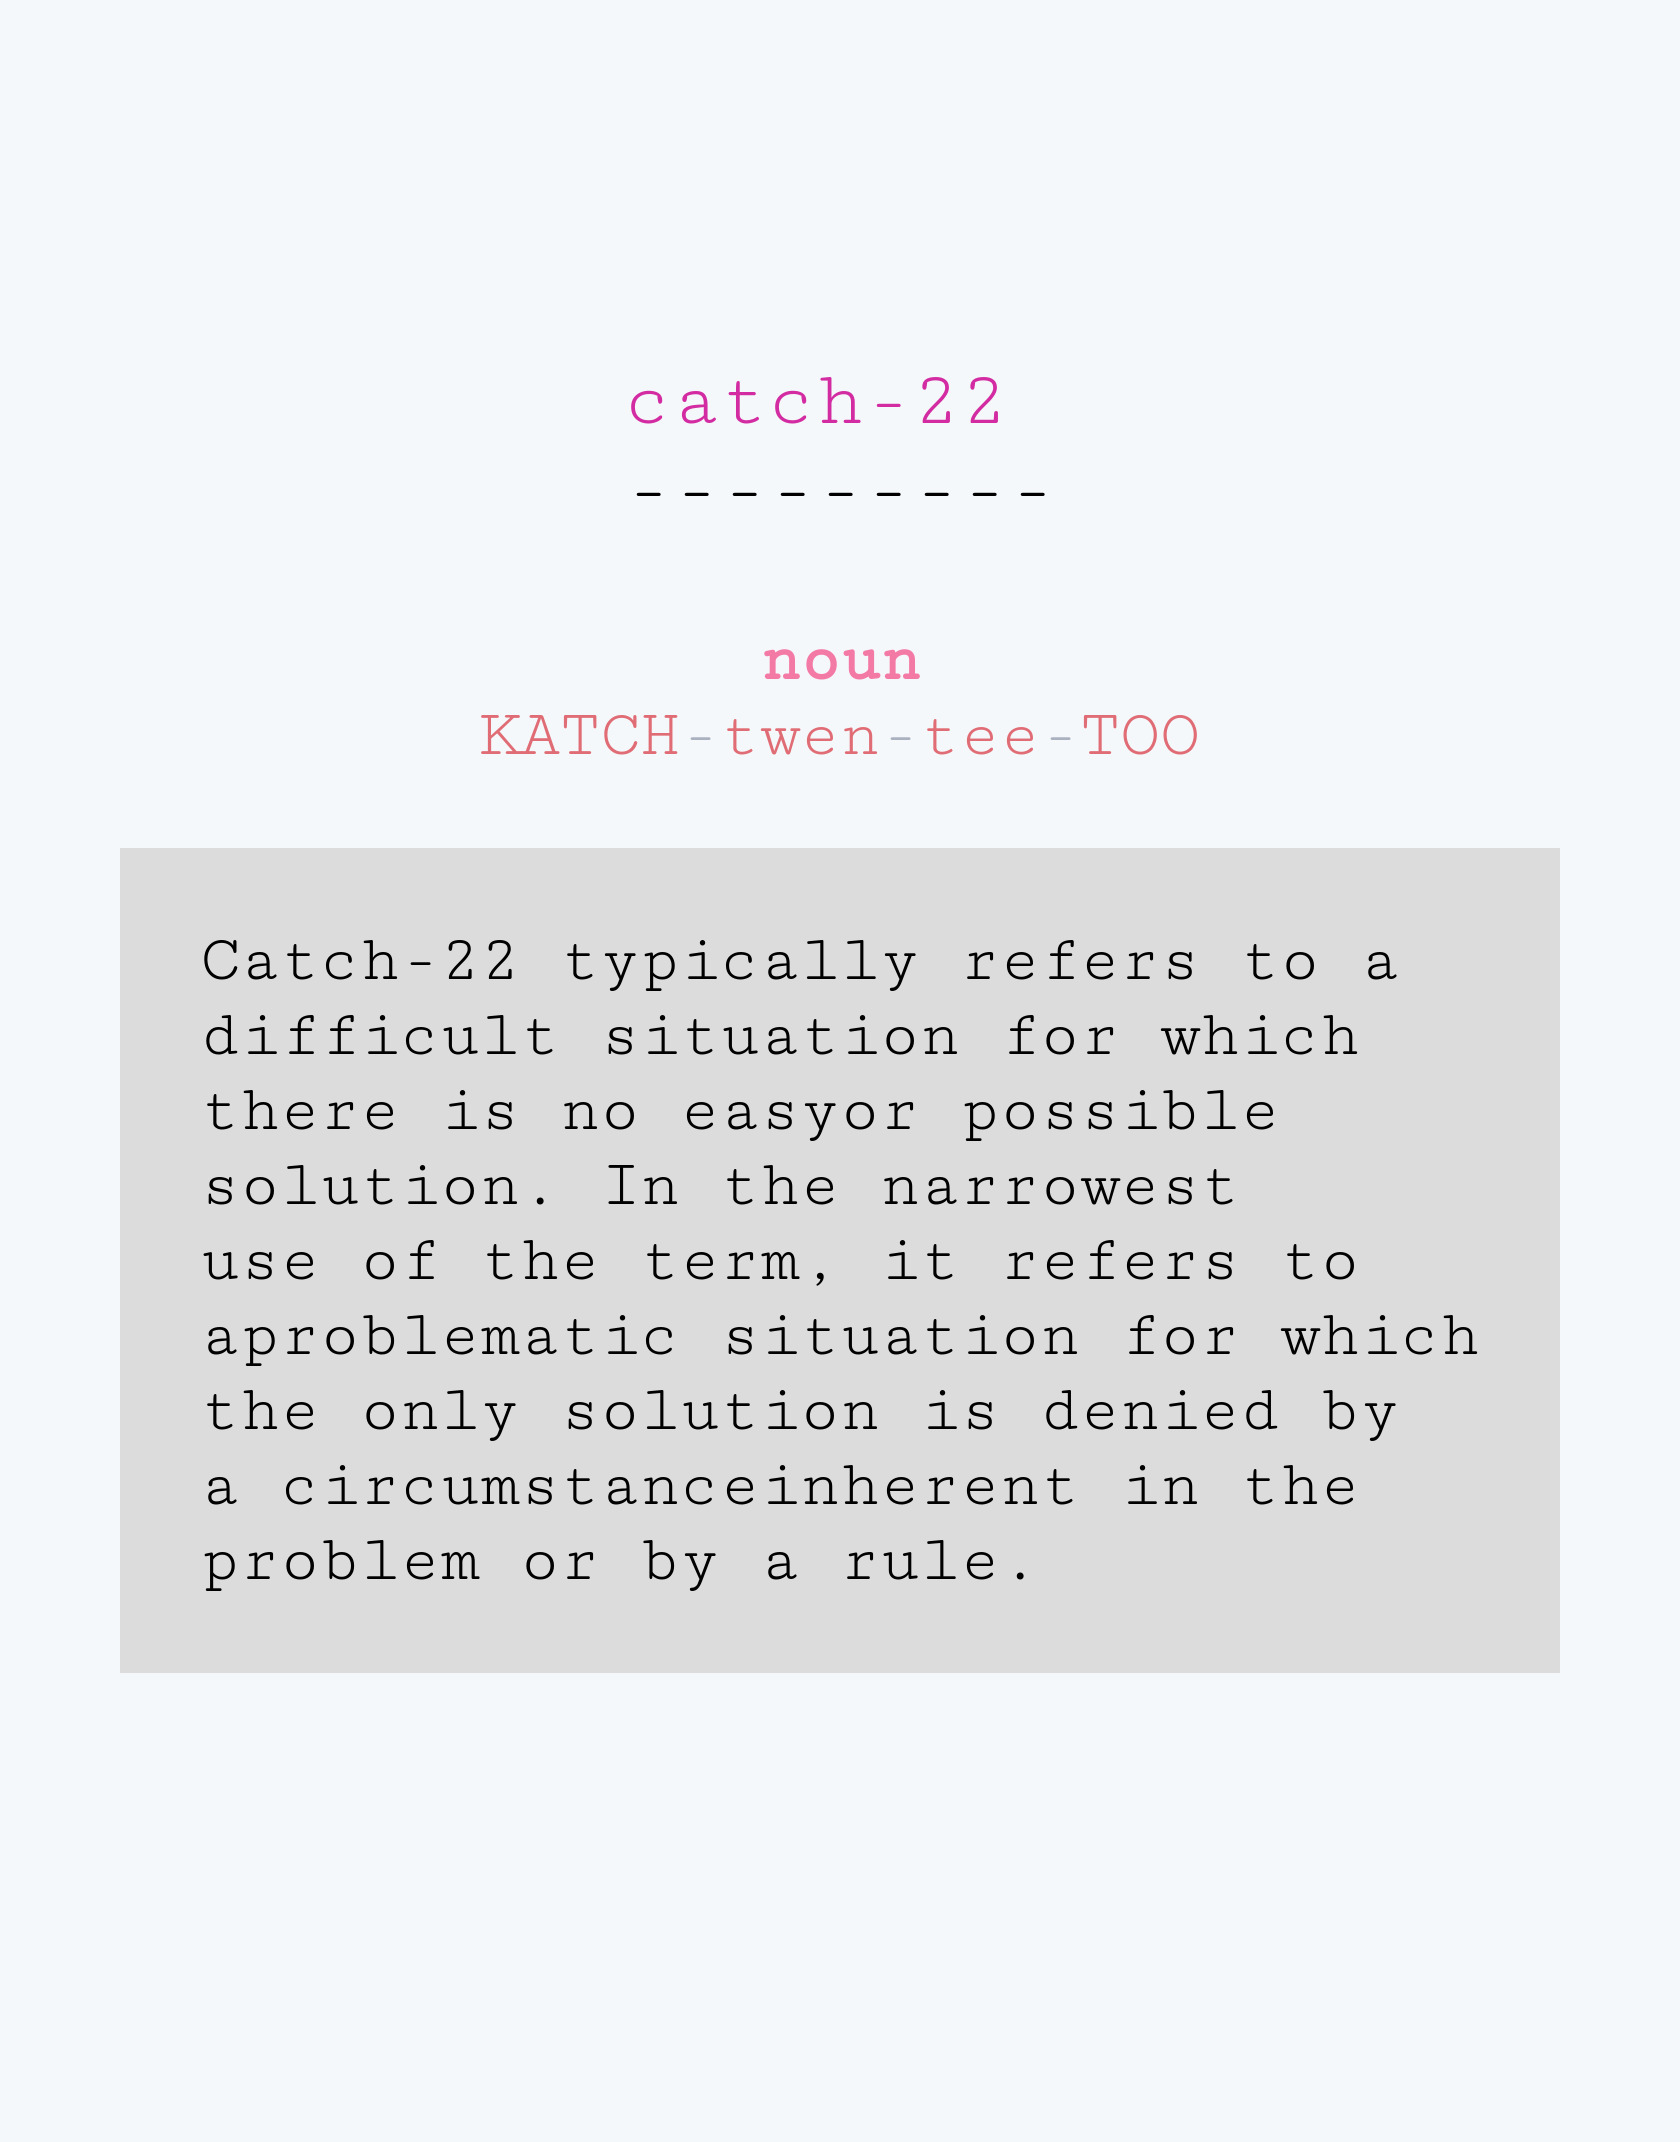 catch-22
---------
noun
KATCH-twen-tee-TOO
Catch-22 typically refers to a
difficult situation for which
there is no easyor possible
solution. In the narrowest
use of the term, it refers to
aproblematic situation for which
the only solution is denied by
a circumstanceinherent in the
problem or by a rule.